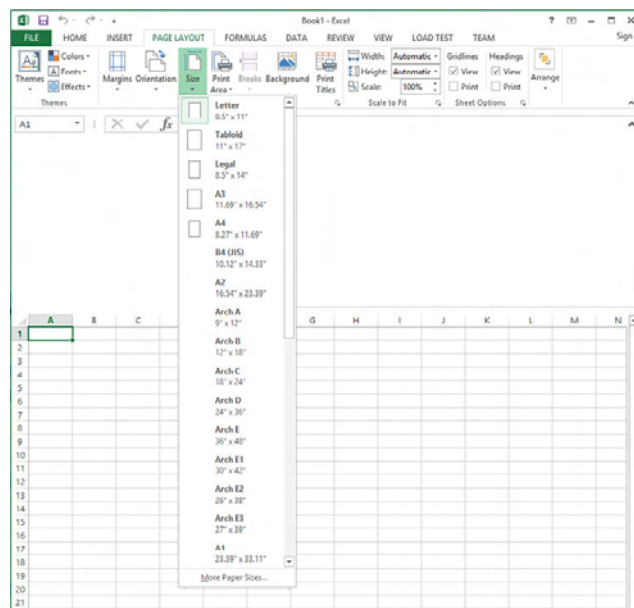 Book1 - Excel
?
FILE HOME INSERT PAGE LAYOUT FORMULAS DATA REVIEW VIEW LOAD TEST TEAM Sign
Colors Width: Automatic Gridlines Headings
Fonts Height: Automatic View View
Themes Effects Margins Orientation Size Print Area Breaks Background Print Titles Scale: 100% Print Print Arrange
Themes Scale to Fit Sheet Options
A1 fx
Letter
8.5" x 11"
Tabloid
11" x 17"
Legal
8.5" x 14"
A3
11.69" x 16.54"
A4
8.27" x 11.69"
B4 (JIS)
10.12" x 14.33"
A2
16.54" x 23.39"
Arch A
9" x 12"
Arch B
12" x 18"
Arch C
18" x 24"
Arch D
24" x 36"
Arch E
36" x 48"
Arch E1
30" x 42"
Arch E2
26" x 38"
Arch E3
27" x 39"
A1
23.39" x 33.11"
More Paper Sizes...
A B C G H I J K L M N
1
2
3
4
5
6
7
8
9
10
11
12
13
14
15
16
17
18
19
20
21